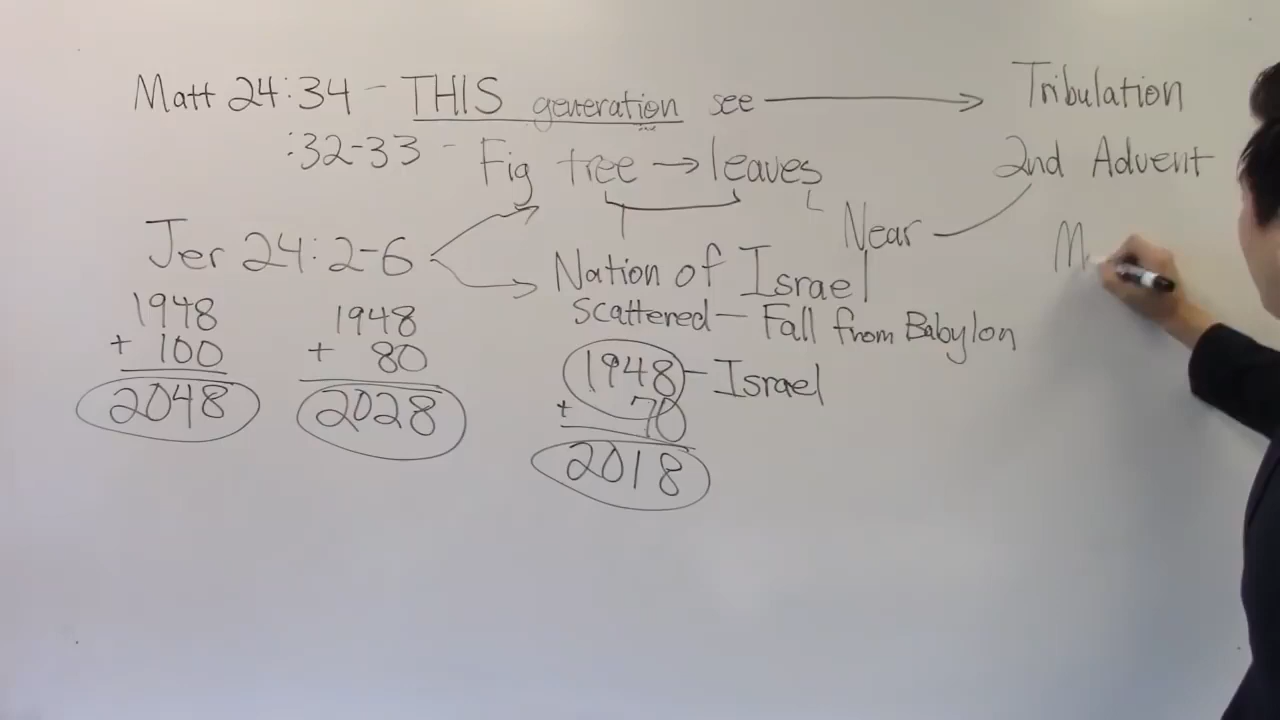 Matt 24:34 - THIS generation see → Tribulation
:32-33 - Fig tree → leaves
2nd Advent
Near
Jer 24:2-6
Nation of Israel
Scattered - Fall from Babylon
1948
+ 100
2048
1948
+ 80
2028
1948 - Israel
+ 70
2018
M